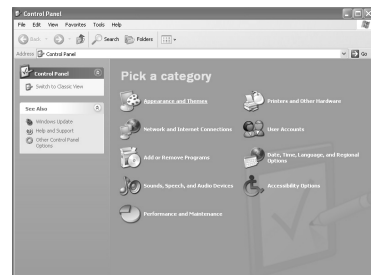 Control Panel
File Edit View Favorites Tools Help
Back Search Folders
Address Control Panel Go
Control Panel
Switch to Classic View
See Also
Windows Update
Help and Support
Other Control Panel
Options
Pick a category
Appearance and Themes
Printers and Other Hardware
Network and Internet Connections
User Accounts
Add or Remove Programs
Date, Time, Language, and Regional
Options
Sounds, Speech, and Audio Devices
Accessibility Options
Performance and Maintenance